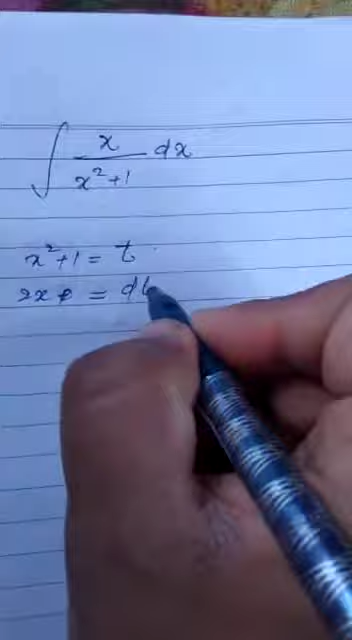 ∫ x/(x²+1) dx
x²+1 = t
2x = dt